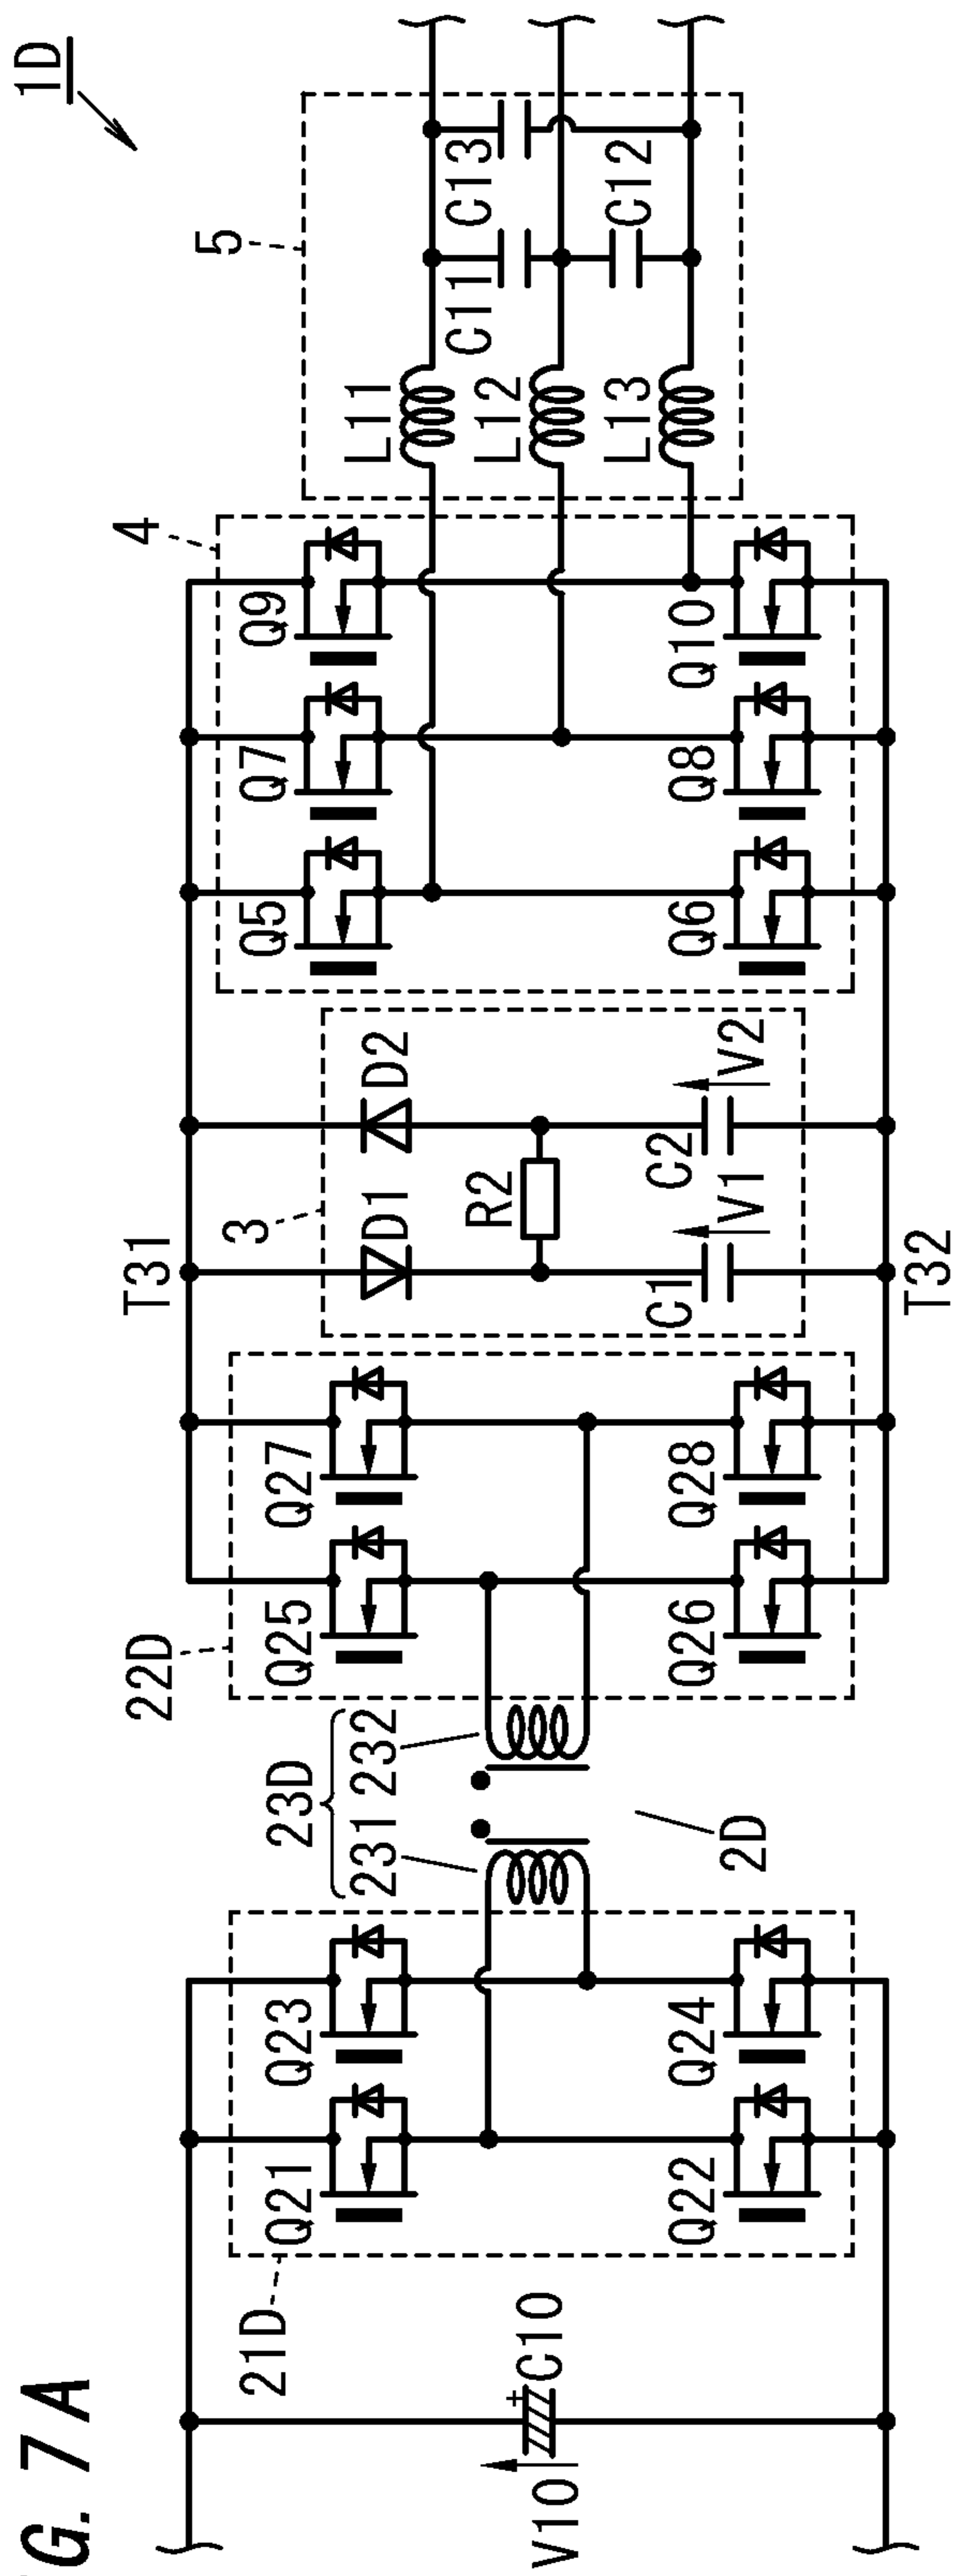 G. 7 A
1D
21D
V10
+
C10
Q21
Q22
Q23
Q24
23D
231
232
2D
22D
Q25
Q26
Q27
Q28
T31
T32
3
D1
D2
R2
C1
C2
V1
V2
4
Q5
Q6
Q7
Q8
Q9
Q10
5
L11
L12
L13
C11
C12
C13